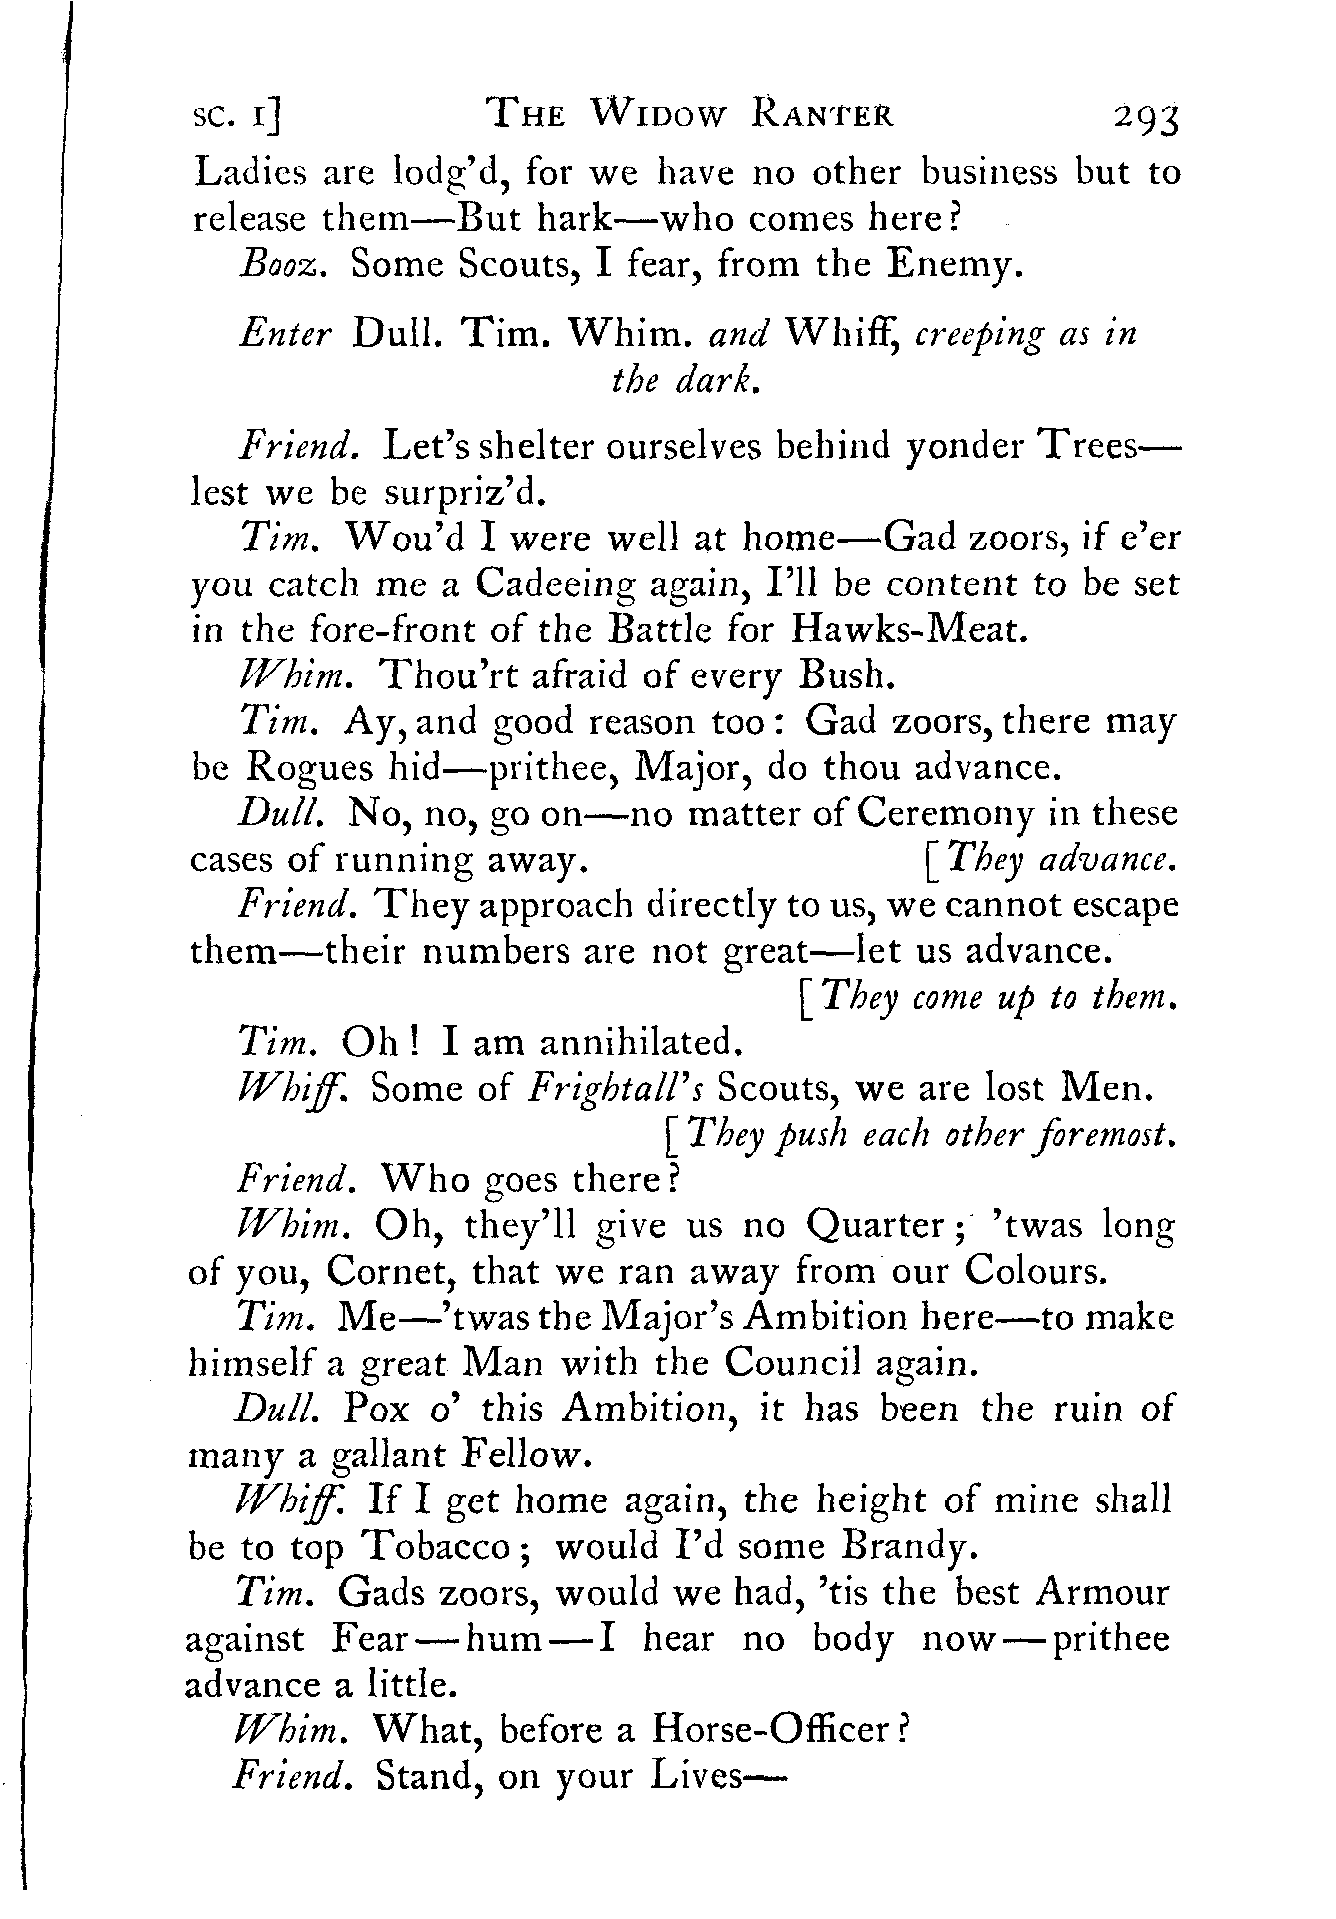 SC. I] THE WIDOW RANTER 293
Ladies are lodg'd, for we have no other business but to
release them—But hark—who comes here?
Booz. Some Scouts, I fear, from the Enemy.
Enter Dull. Tim. Whim. and Whiff, creeping as in
the dark.
Friend. Let's shelter ourselves behind yonder Trees—
lest we be surpriz'd.
Tim. Wou'd I were well at home—Gad zoors, if e'er
you catch me a Cadeeing again, I'll be content to be set
in the fore-front of the Battle for Hawks-Meat.
Whim. Thou'rt afraid of every Bush.
Tim. Ay, and good reason too: Gad zoors, there may
be Rogues hid—prithee, Major, do thou advance.
Dull. No, no, go on—no matter of Ceremony in these
cases of running away. [They advance.
Friend. They approach directly to us, we cannot escape
them—their numbers are not great—let us advance.
[They come up to them.
Tim. Oh! I am annihilated.
Whiff. Some of Frightall's Scouts, we are lost Men.
[They push each other foremost.
Friend. Who goes there?
Whim. Oh, they'll give us no Quarter; 'twas long
of you, Cornet, that we ran away from our Colours.
Tim. Me—'twas the Major's Ambition here—to make
himself a great Man with the Council again.
Dull. Pox o' this Ambition, it has been the ruin of
many a gallant Fellow.
Whiff. If I get home again, the height of mine shall
be to top Tobacco; would I'd some Brandy.
Tim. Gads zoors, would we had, 'tis the best Armour
against Fear—hum—I hear no body now—prithee
advance a little.
Whim. What, before a Horse-Officer?
Friend. Stand, on your Lives—